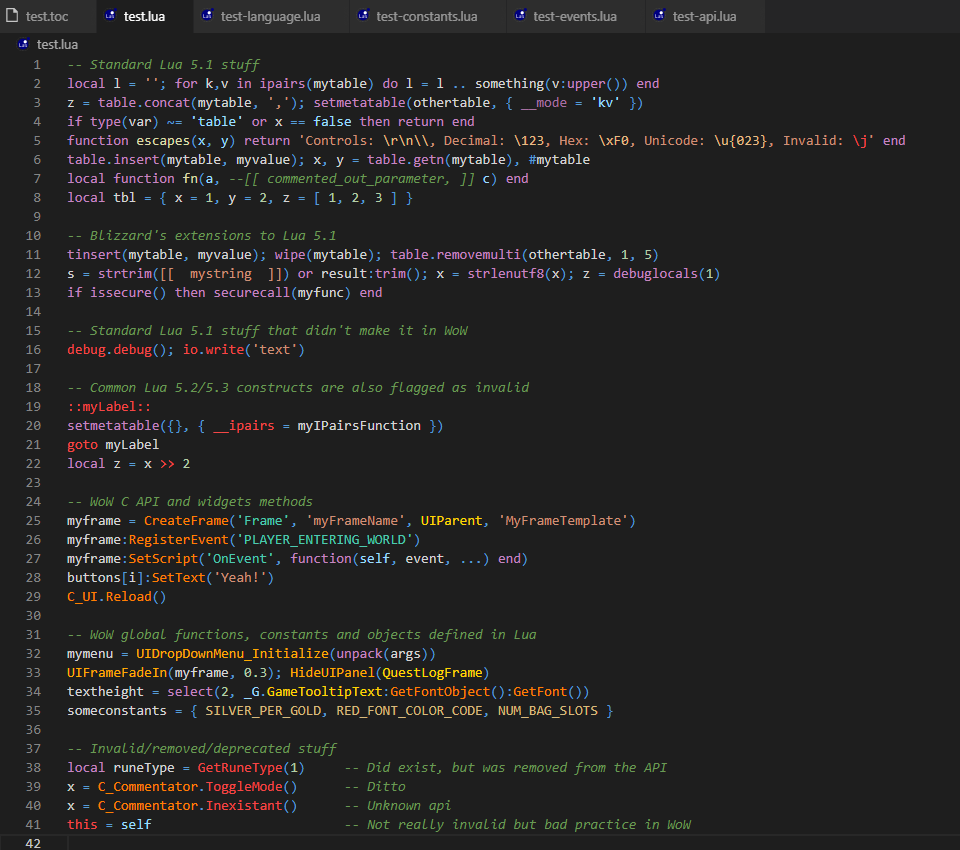 test.toc test.lua test-language.lua test-constants.lua test-events.lua test-api.lua
test.lua
1 -- Standard Lua 5.1 stuff
2 local l = ''; for k,v in ipairs(mytable) do l = l .. something(v:upper()) end
3 z = table.concat(mytable, ','); setmetatable(othertable, { __mode = 'kv' })
4 if type(var) ~= 'table' or x == false then return end
5 function escapes(x, y) return 'Controls: \r\n\\, Decimal: \123, Hex: \xF0, Unicode: \u{023}, Invalid: \j' end
6 table.insert(mytable, myvalue); x, y = table.getn(mytable), #mytable
7 local function fn(a, --[[ commented_out_parameter, ]] c) end
8 local tbl = { x = 1, y = 2, z = [ 1, 2, 3 ] }
9
10 -- Blizzard's extensions to Lua 5.1
11 tinsert(mytable, myvalue); wipe(mytable); table.removemulti(othertable, 1, 5)
12 s = strtrim([[  mystring  ]]) or result:trim(); x = strlenutf8(x); z = debuglocals(1)
13 if issecure() then securecall(myfunc) end
14
15 -- Standard Lua 5.1 stuff that didn't make it in WoW
16 debug.debug(); io.write('text')
17
18 -- Common Lua 5.2/5.3 constructs are also flagged as invalid
19 ::myLabel::
20 setmetatable({}, { __ipairs = myIPairsFunction })
21 goto myLabel
22 local z = x >> 2
23
24 -- WoW C API and widgets methods
25 myframe = CreateFrame('Frame', 'myFrameName', UIParent, 'MyFrameTemplate')
26 myframe:RegisterEvent('PLAYER_ENTERING_WORLD')
27 myframe:SetScript('OnEvent', function(self, event, ...) end)
28 buttons[i]:SetText('Yeah!')
29 C_UI.Reload()
30
31 -- WoW global functions, constants and objects defined in Lua
32 mymenu = UIDropDownMenu_Initialize(unpack(args))
33 UIFrameFadeIn(myframe, 0.3); HideUIPanel(QuestLogFrame)
34 textheight = select(2, _G.GameTooltipText:GetFontObject():GetFont())
35 someconstants = { SILVER_PER_GOLD, RED_FONT_COLOR_CODE, NUM_BAG_SLOTS }
36
37 -- Invalid/removed/deprecated stuff
38 local runeType = GetRuneType(1)     -- Did exist, but was removed from the API
39 x = C_Commentator.ToggleMode()      -- Ditto
40 x = C_Commentator.Inexistant()      -- Unknown api
41 this = self                         -- Not really invalid but bad practice in WoW
42